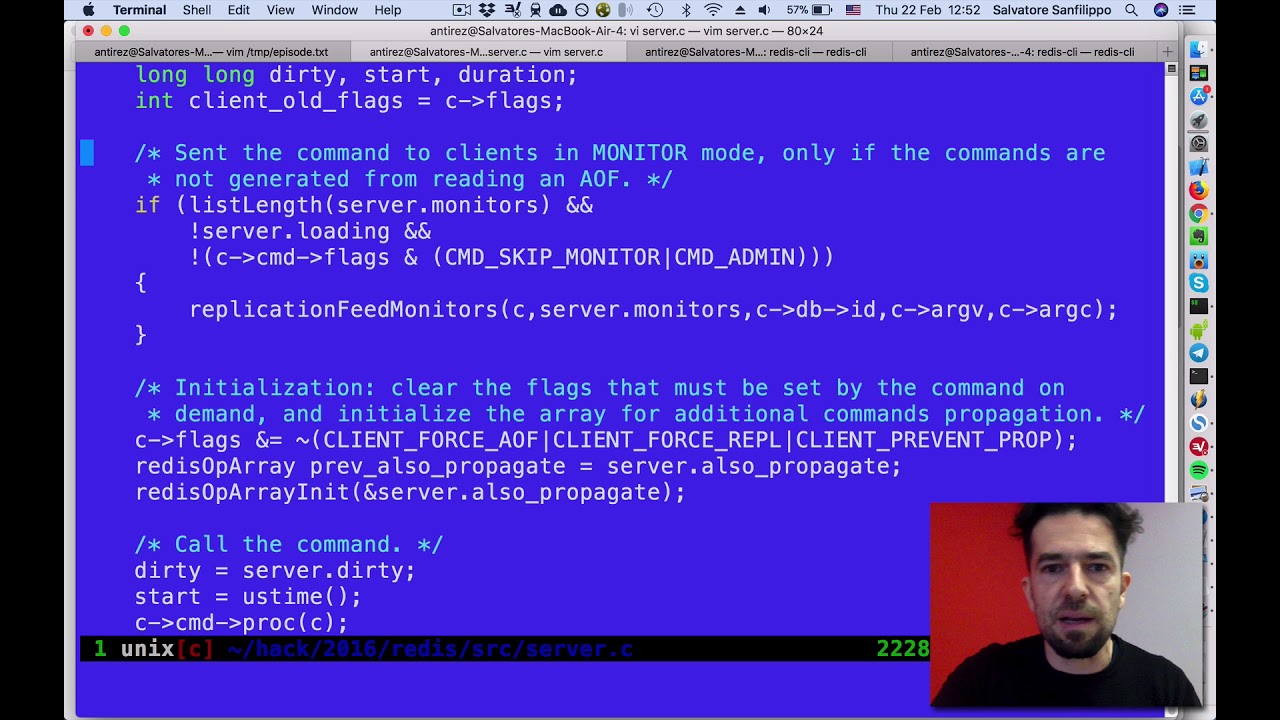 Terminal Shell Edit View Window Help 57% Thu 22 Feb 12:52 Salvatore Sanfilippo
antirez@Salvatores-MacBook-Air-4: vi server.c — vim server.c — 80×24
antirez@Salvatores-M...— vim /tmp/episode.txt antirez@Salvatores-M...server.c — vim server.c antirez@Salvatores-M...: redis-cli — redis-cli antirez@Salvatores-...-4: redis-cli — redis-cli
long long dirty, start, duration;
int client_old_flags = c->flags;
/* Sent the command to clients in MONITOR mode, only if the commands are
* not generated from reading an AOF. */
if (listLength(server.monitors) &&
!server.loading &&
!(c->cmd->flags & (CMD_SKIP_MONITOR|CMD_ADMIN)))
{
replicationFeedMonitors(c,server.monitors,c->db->id,c->argv,c->argc);
}
/* Initialization: clear the flags that must be set by the command on
* demand, and initialize the array for additional commands propagation. */
c->flags &= ~(CLIENT_FORCE_AOF|CLIENT_FORCE_REPL|CLIENT_PREVENT_PROP);
redisOpArray prev_also_propagate = server.also_propagate;
redisOpArrayInit(&server.also_propagate);
/* Call the command. */
dirty = server.dirty;
start = ustime();
c->cmd->proc(c);
1 unix[c] ~/hack/2016/redis/src/server.c 2228